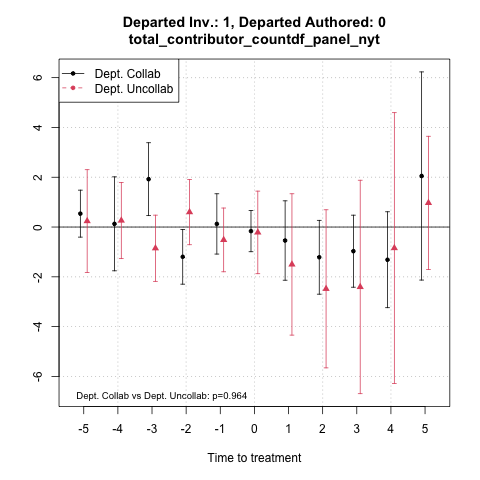 Departed Inv.: 1, Departed Authored: 0
total_contributor_countdf_panel_nyt
Dept. Collab
Dept. Uncollab
6
4
2
0
-2
-4
-6
Dept. Collab vs Dept. Uncollab: p=0.964
-5 -4 -3 -2 -1 0 1 2 3 4 5
Time to treatment